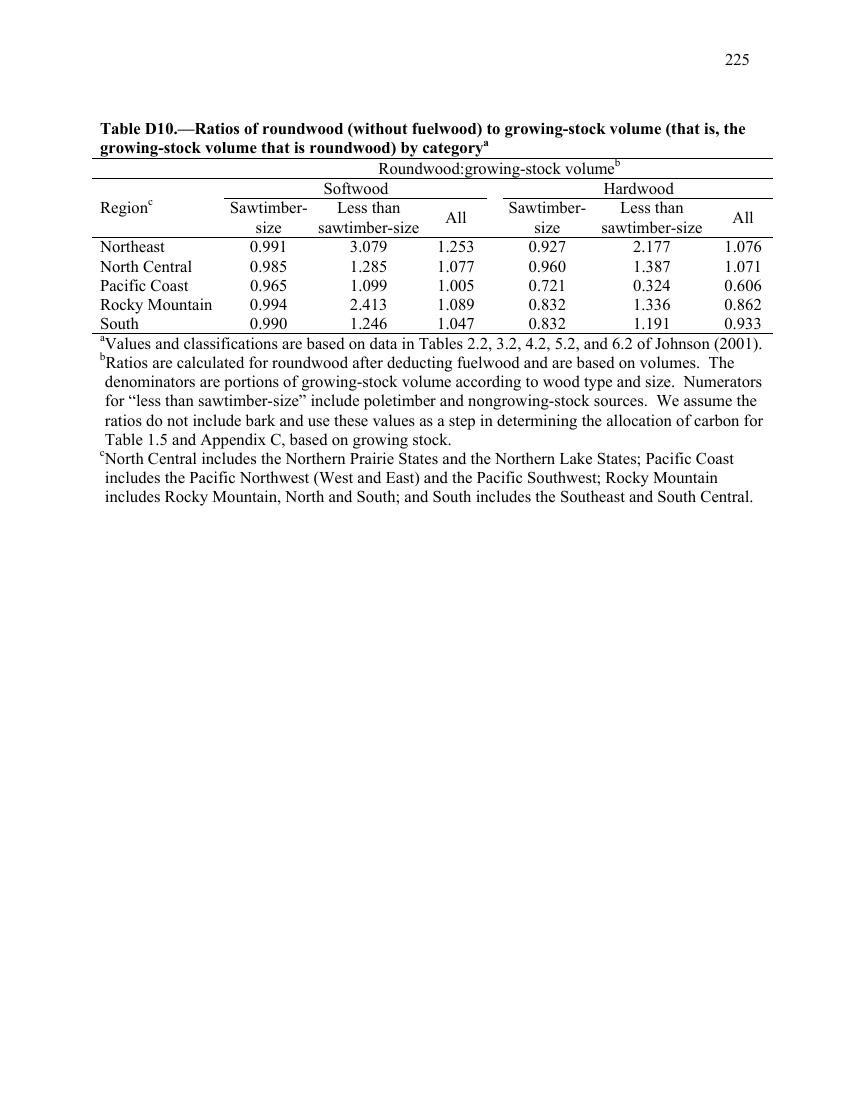 225
Table D10.—Ratios of roundwood (without fuelwood) to growing-stock volume (that is, the
growing-stock volume that is roundwood) by categoryᵃ
Roundwood:growing-stock volumeᵇ
Softwood Hardwood
Regionᶜ Sawtimber- Less than All Sawtimber- Less than All
size sawtimber-size size sawtimber-size
Northeast 0.991 3.079 1.253 0.927 2.177 1.076
North Central 0.985 1.285 1.077 0.960 1.387 1.071
Pacific Coast 0.965 1.099 1.005 0.721 0.324 0.606
Rocky Mountain 0.994 2.413 1.089 0.832 1.336 0.862
South 0.990 1.246 1.047 0.832 1.191 0.933
ᵃValues and classifications are based on data in Tables 2.2, 3.2, 4.2, 5.2, and 6.2 of Johnson (2001).
ᵇRatios are calculated for roundwood after deducting fuelwood and are based on volumes. The
denominators are portions of growing-stock volume according to wood type and size. Numerators
for “less than sawtimber-size” include poletimber and nongrowing-stock sources. We assume the
ratios do not include bark and use these values as a step in determining the allocation of carbon for
Table 1.5 and Appendix C, based on growing stock.
ᶜNorth Central includes the Northern Prairie States and the Northern Lake States; Pacific Coast
includes the Pacific Northwest (West and East) and the Pacific Southwest; Rocky Mountain
includes Rocky Mountain, North and South; and South includes the Southeast and South Central.